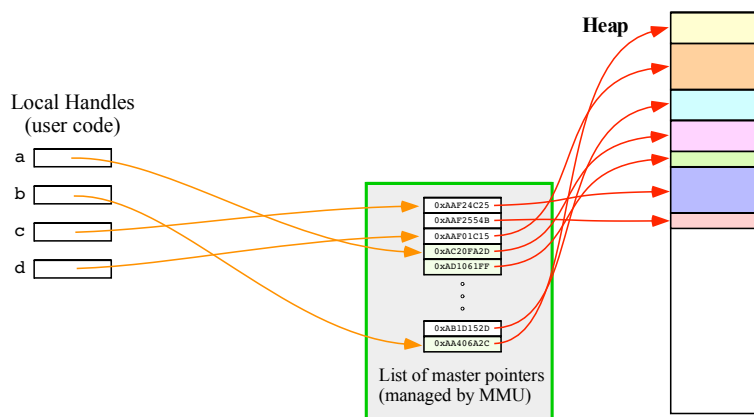 Heap
Local Handles
(user code)
a
b
c
d
0xAAF24C25
0xAAF2554B
0xAAF01C15
0xAC20FA2D
0xAD1061FF
0xAB1D152D
0xAA406A2C
List of master pointers
(managed by MMU)